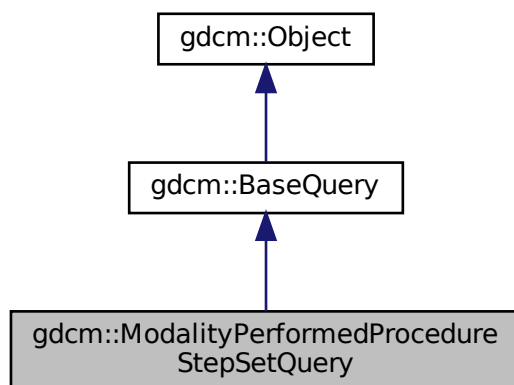 gdcm::Object
gdcm::BaseQuery
gdcm::ModalityPerformedProcedure
StepSetQuery